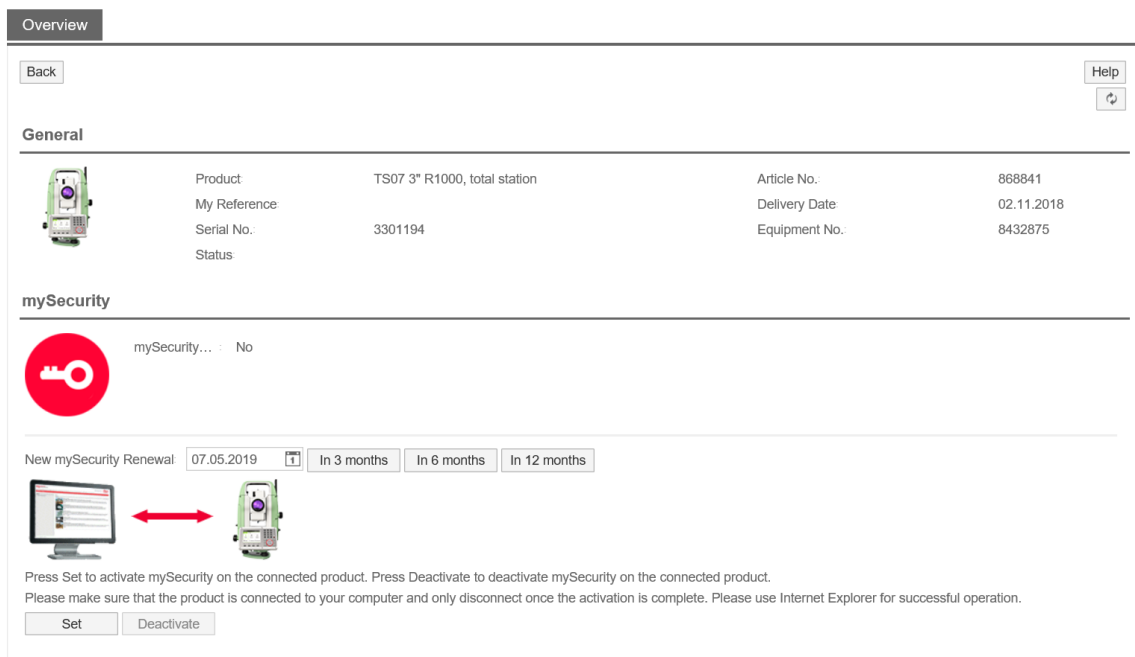 Overview
Back
Help
General
Product: TS07 3" R1000, total station Article No.: 868841
My Reference: Delivery Date: 02.11.2018
Serial No.: 3301194 Equipment No.: 8432875
Status:
mySecurity
mySecurity... : No
New mySecurity Renewal: 07.05.2019 1 In 3 months In 6 months In 12 months
Press Set to activate mySecurity on the connected product. Press Deactivate to deactivate mySecurity on the connected product.
Please make sure that the product is connected to your computer and only disconnect once the activation is complete. Please use Internet Explorer for successful operation.
Set Deactivate